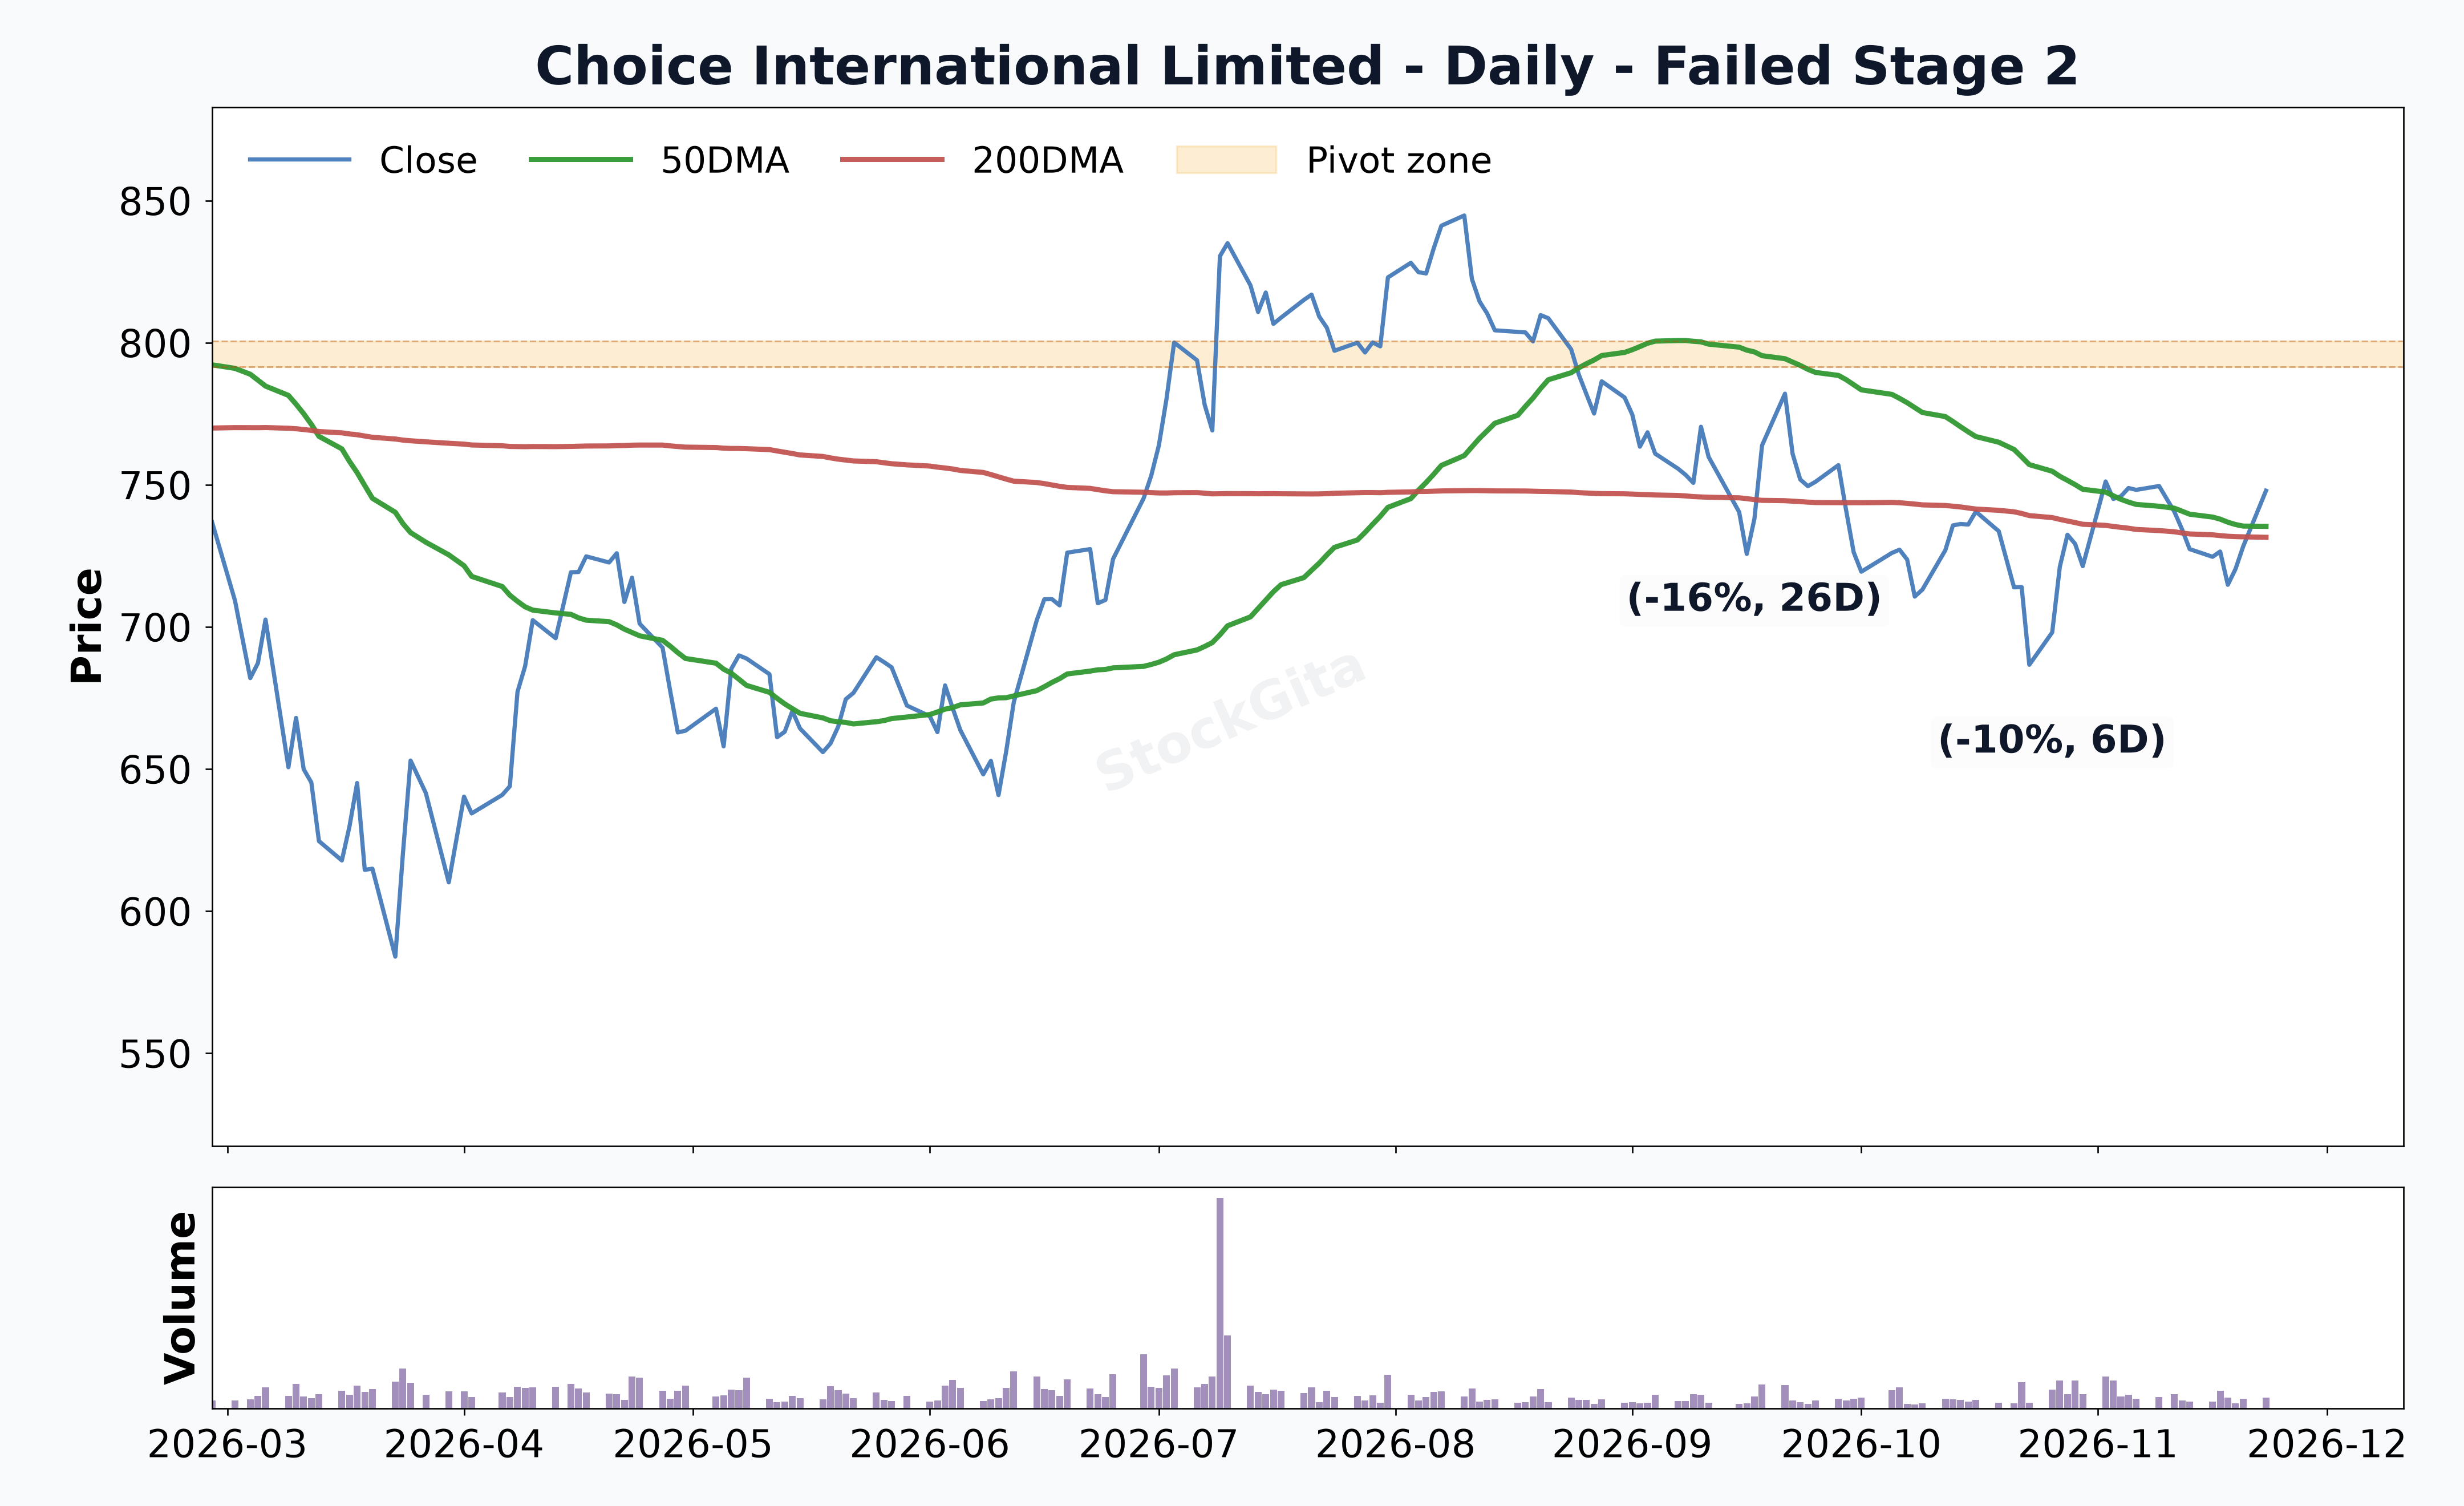 Choice International Limited - Daily - Failed Stage 2
Close 50DMA 200DMA Pivot zone
850
800
750
700
650
600
550
Price
(-16%, 26D)
(-10%, 6D)
StockGita
Volume
2026-03 2026-04 2026-05 2026-06 2026-07 2026-08 2026-09 2026-10 2026-11 2026-12